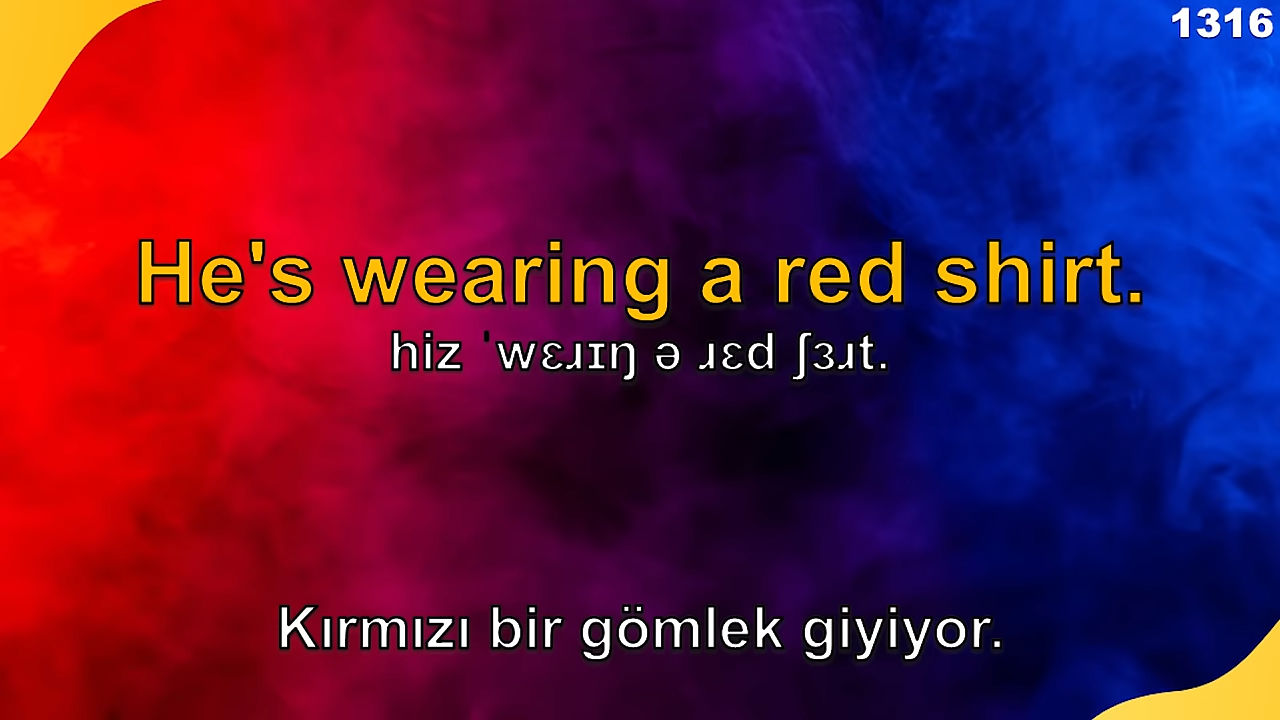 1316
He's wearing a red shirt.
hiz ˈwɛɹɪŋ ə ɹɛd ʃɜɹt.
Kırmızı bir gömlek giyiyor.